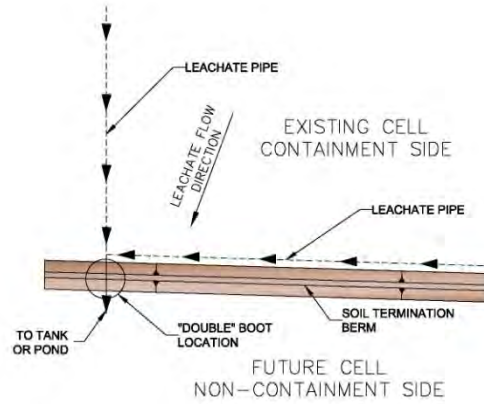 LEACHATE PIPE
EXISTING CELL
CONTAINMENT SIDE
LEACHATE FLOW
DIRECTION
LEACHATE PIPE
TO TANK
OR POND
"DOUBLE" BOOT
LOCATION
SOIL TERMINATION
BERM
FUTURE CELL
NON-CONTAINMENT SIDE